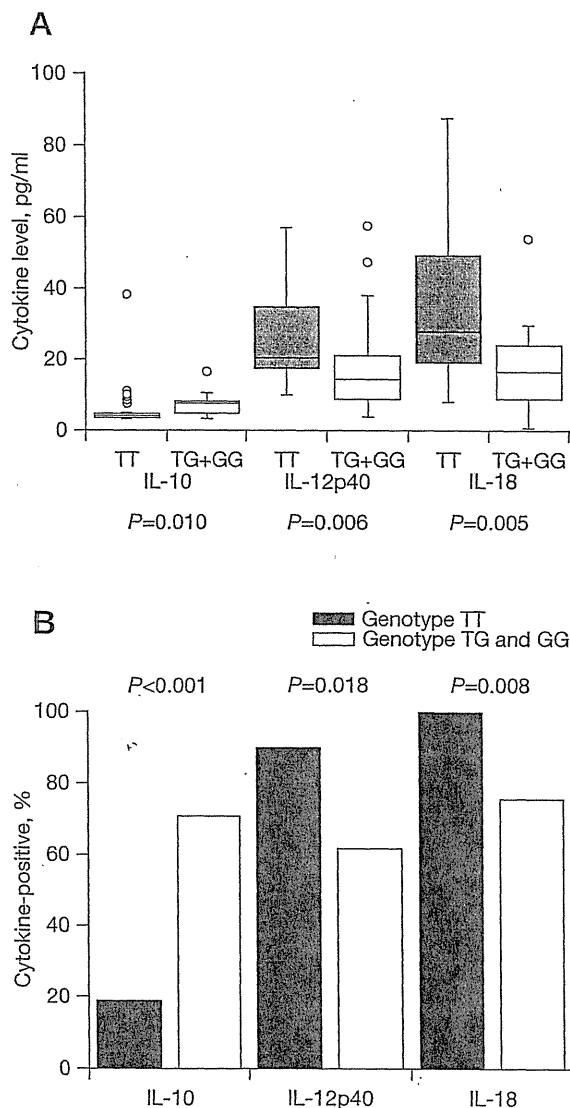 A
100
80
60
40
20
0
Cytokine level, pg/ml
TT TG+GG TT TG+GG TT TG+GG
IL-10 IL-12p40 IL-18
P=0.010 P=0.006 P=0.005
B
Genotype TT
Genotype TG and GG
P<0.001 P=0.018 P=0.008
100
80
60
40
20
0
Cytokine-positive, %
IL-10 IL-12p40 IL-18